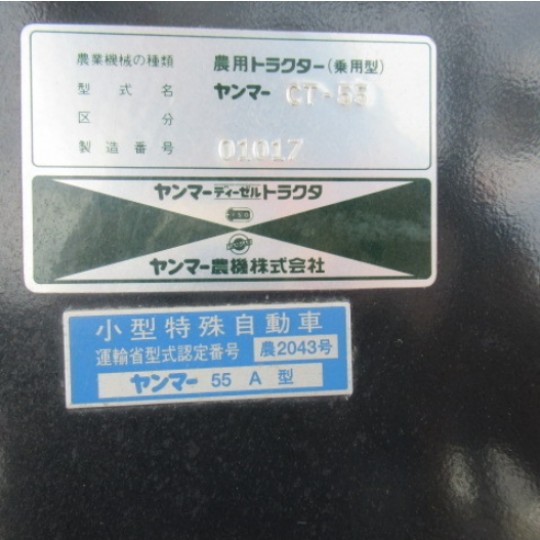 農業機械の種類 農用トラクター(乗用型)
型式名 ヤンマー CT-55
区分
製造番号 01017
ヤンマーディーゼルトラクタ
ヤンマー農機株式会社
小型特殊自動車
運輸省型式認定番号 農2043号
ヤンマー 55 A 型